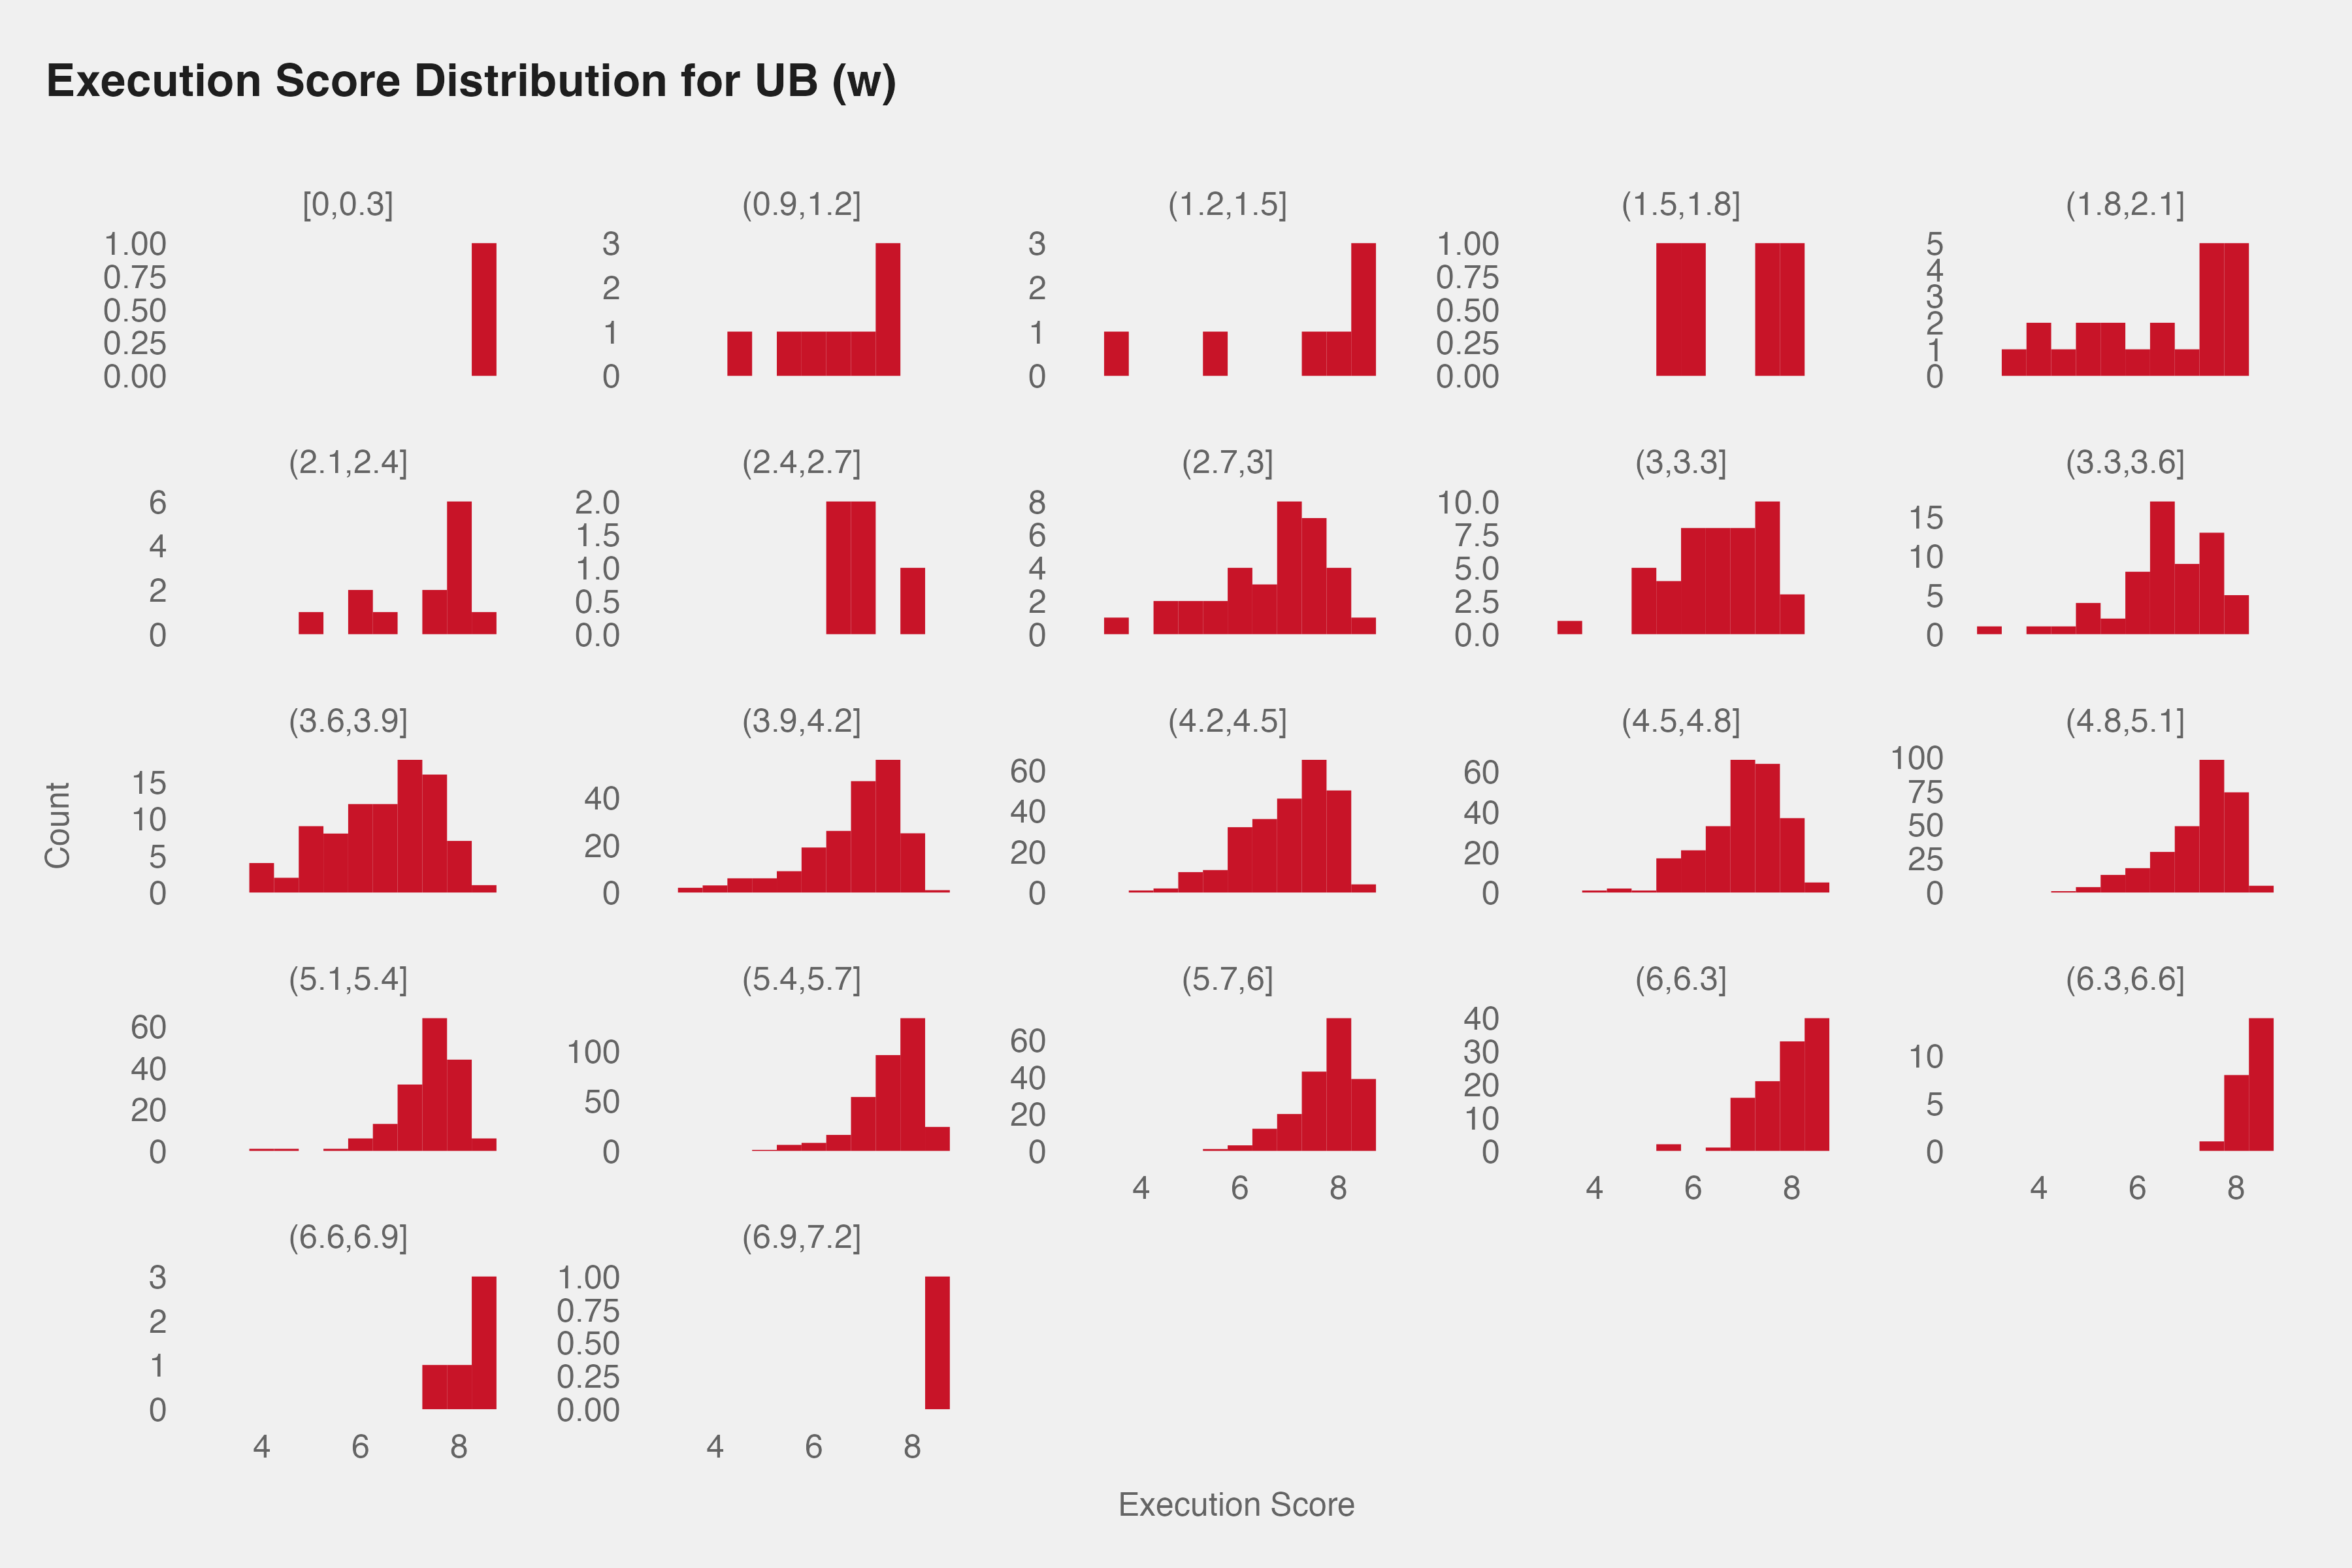 Execution Score Distribution for UB (w)
[0,0.3] (0.9,1.2] (1.2,1.5] (1.5,1.8] (1.8,2.1]
1.00 3 3 1.00 5
0.75 2 2 0.75 4
0.50 1 1 0.50 3
0.25 0 0 0.25 2
0.00 0.00 1
0
(2.1,2.4] (2.4,2.7] (2.7,3] (3,3.3] (3.3,3.6]
6 2.0 8 10.0 15
4 1.5 6 7.5 10
2 1.0 4 5.0 5
0 0.5 2 2.5 0
0.0 0 0.0
(3.6,3.9] (3.9,4.2] (4.2,4.5] (4.5,4.8] (4.8,5.1]
15 40 60 60 100
10 20 40 40 75
5 0 20 20 50
0 0 0 25
0
Count
(5.1,5.4] (5.4,5.7] (5.7,6] (6,6.3] (6.3,6.6]
60 100 60 40 10
40 50 40 30 5
20 0 20 20 0
0 0 10
0
4 6 8 4 6 8 4 6 8
(6.6,6.9] (6.9,7.2]
3 1.00
2 0.75
1 0.50
0 0.25
0.00
4 6 8 4 6 8
Execution Score